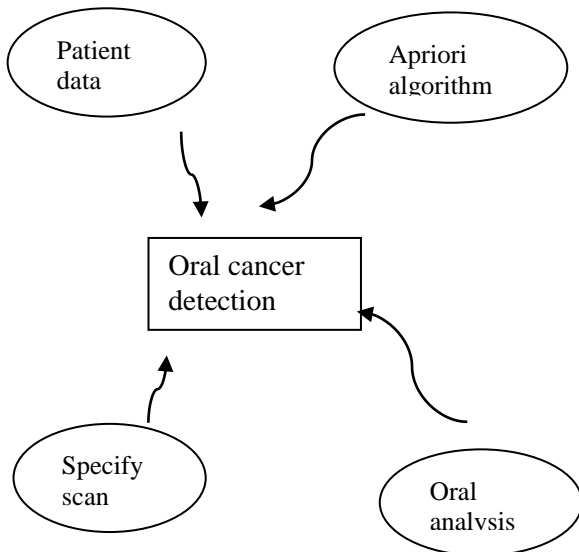 Patient
data
Apriori
algorithm
Oral cancer
detection
Specify
scan
Oral
analysis